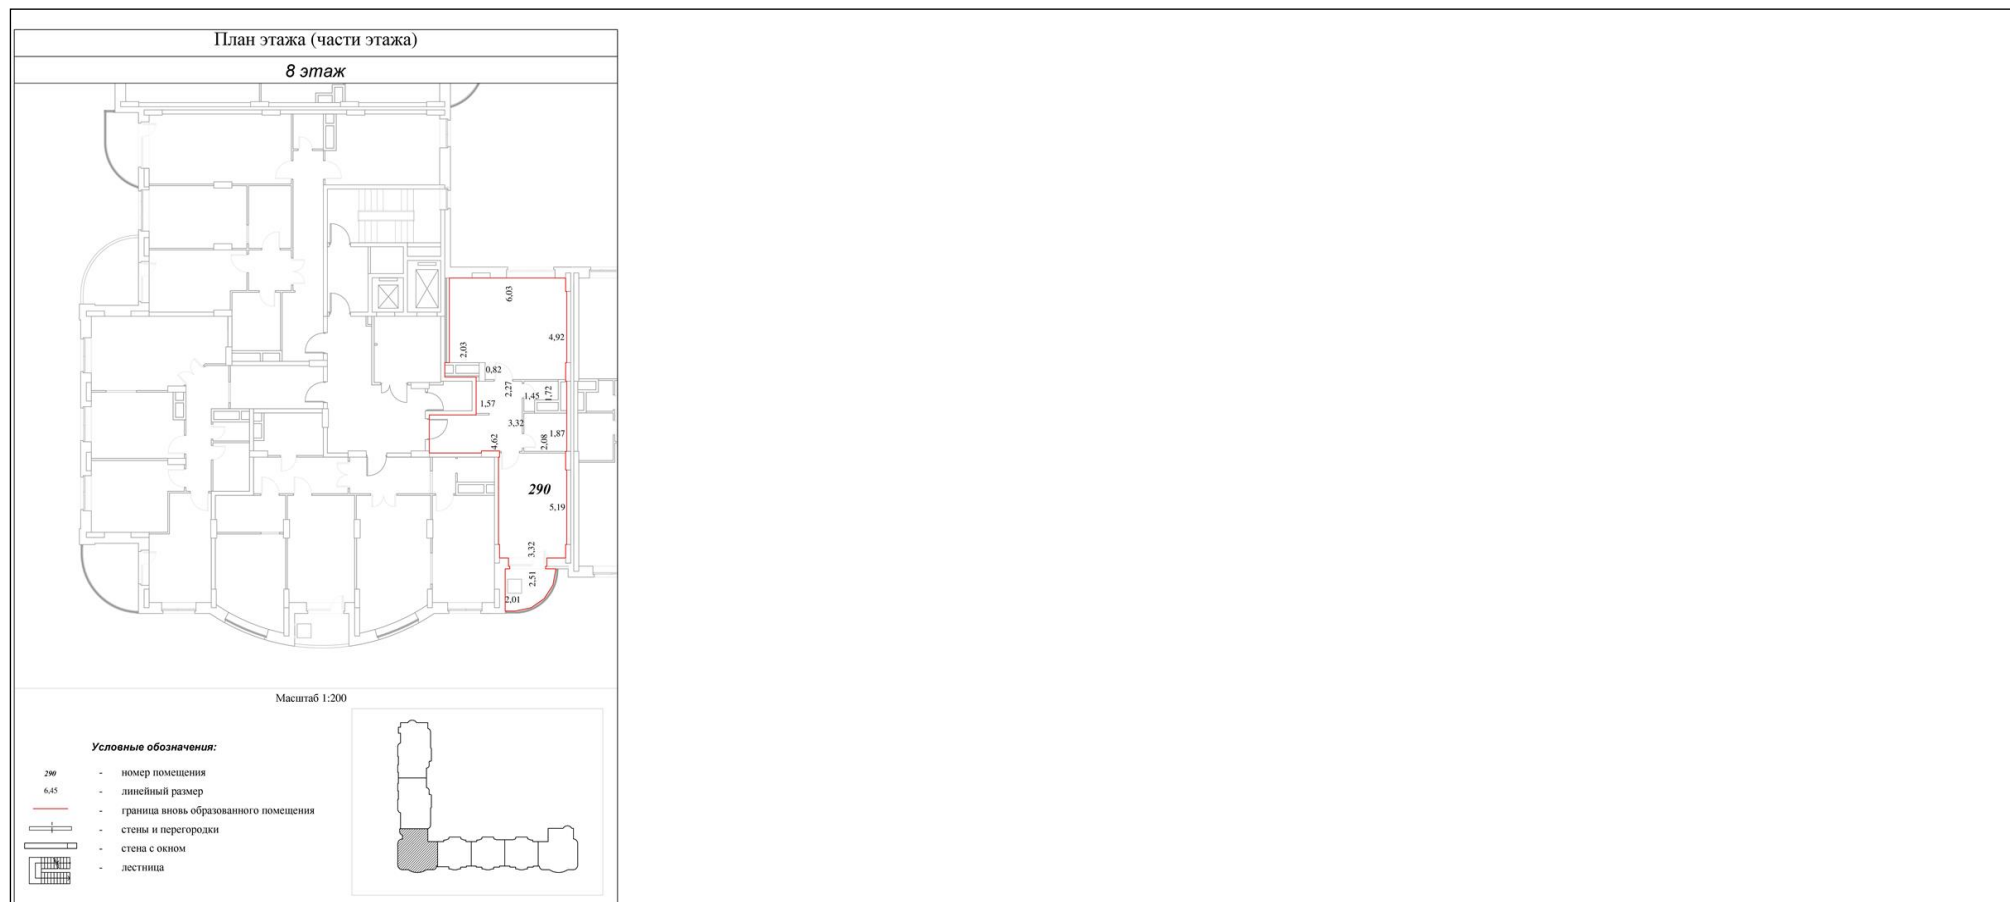 План этажа (части этажа)
8 этаж
6,03
4,92
2,03
0,82
2,27
1,45
1,72
1,57
3,32
1,87
4,62
2,08
290
5,19
3,32
2,51
2,01
Масштаб 1:200
Условные обозначения:
290 - номер помещения
6,45 - линейный размер
- граница вновь образованного помещения
- стены и перегородки
- стена с окном
- лестница